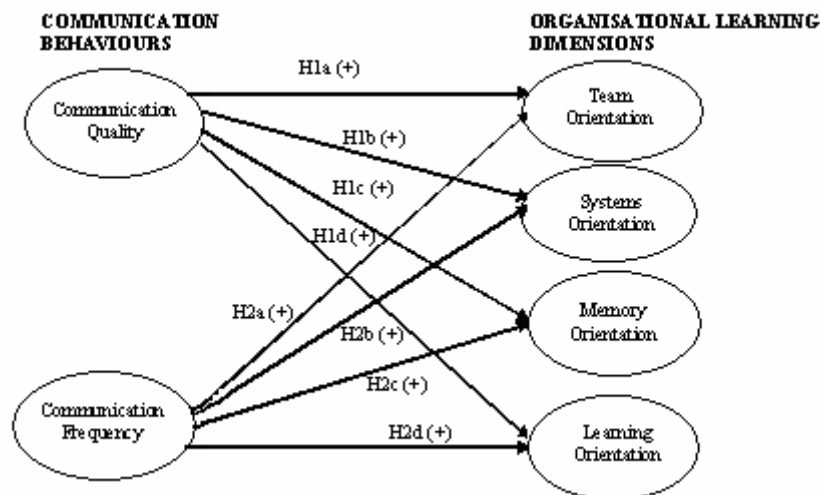 COMMUNICATION
BEHAVIOURS
ORGANISATIONAL LEARNING
DIMENSIONS
H1a (+)
Communication
Quality
Team
Orientation
H1b (+)
H1c (+)
Systems
Orientation
H1d (+)
H2a (+)
H2b (+)
Memory
Orientation
H2c (+)
Communication
Frequency
H2d (+)
Learning
Orientation